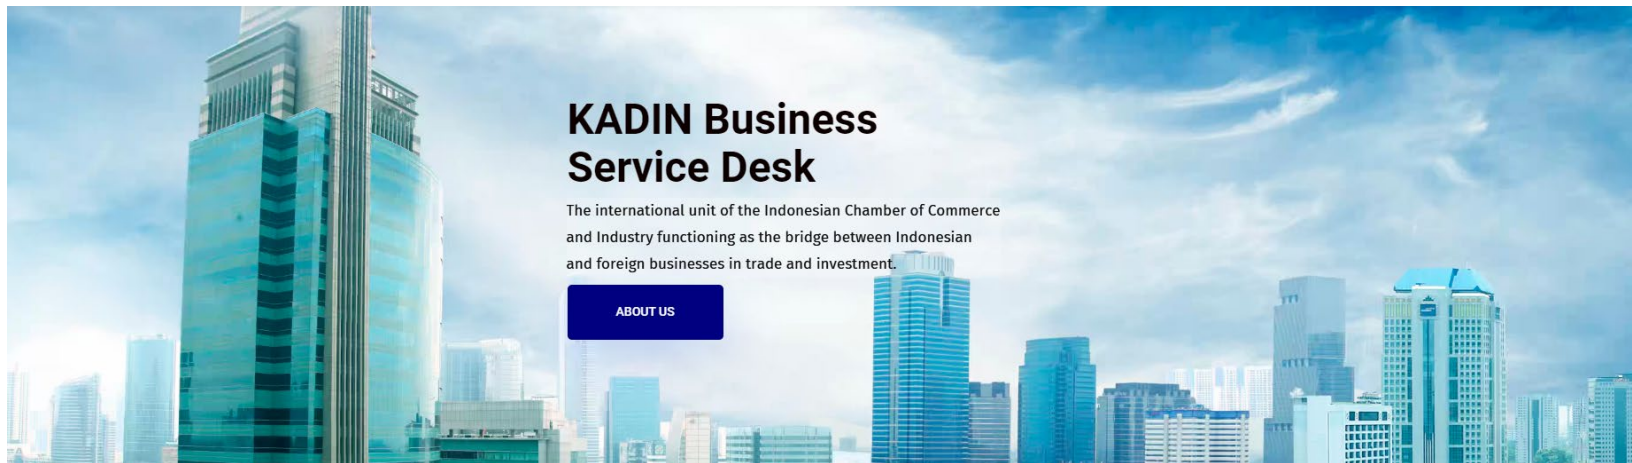 KADIN Business
Service Desk
The international unit of the Indonesian Chamber of Commerce
and Industry functioning as the bridge between Indonesian
and foreign businesses in trade and investment.
ABOUT US